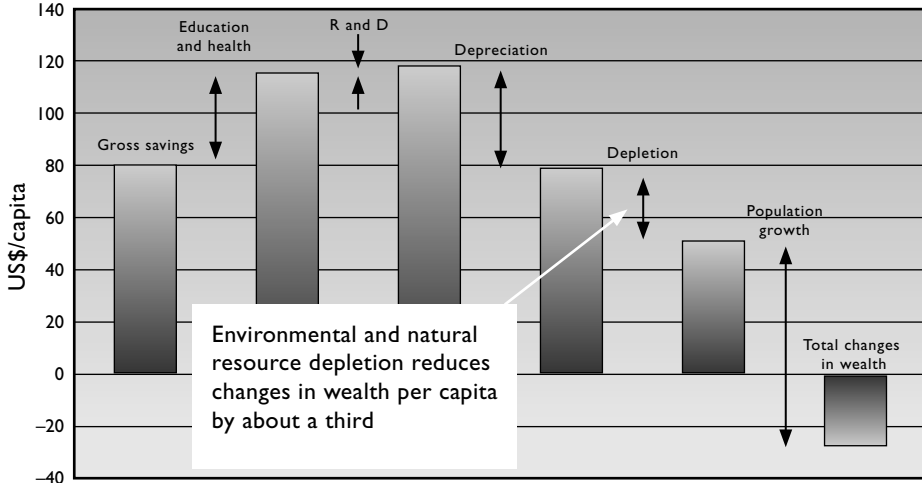 140
120
100
80
60
40
20
0
–20
–40
US$/capita
Gross savings
Education
and health
R and D
Depreciation
Depletion
Population
growth
Total changes
in wealth
Environmental and natural
resource depletion reduces
changes in wealth per capita
by about a third